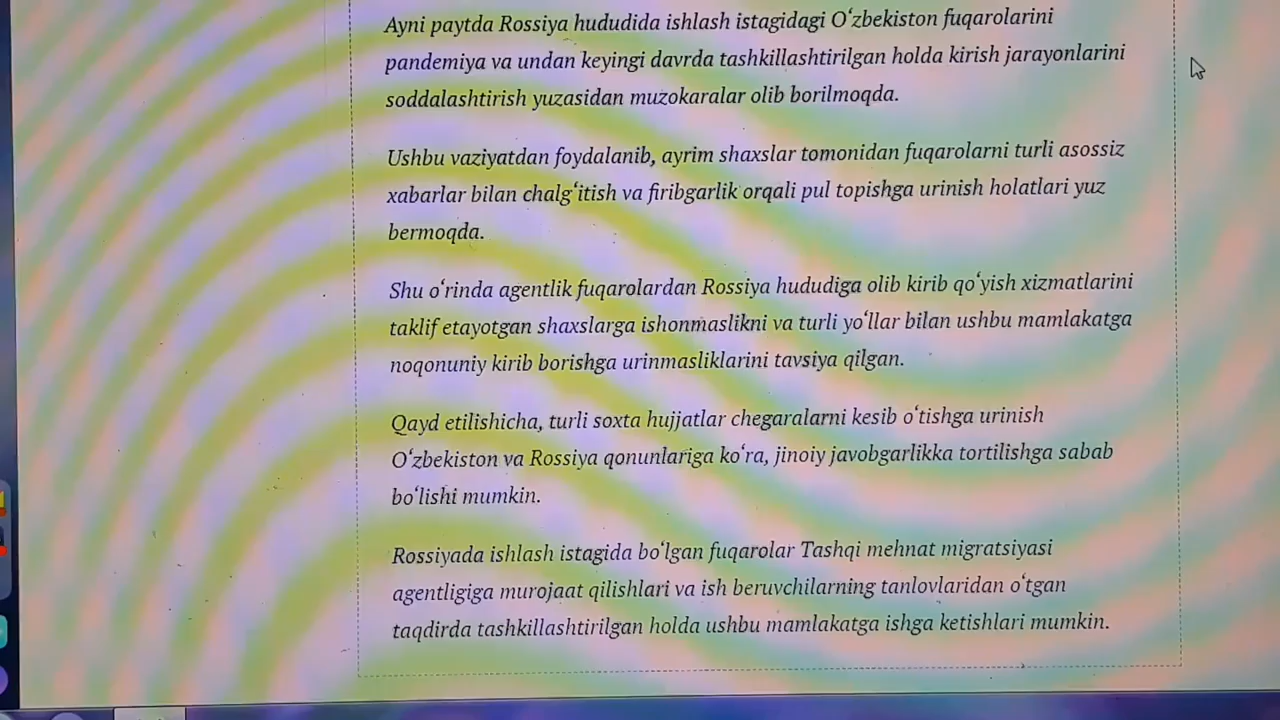 Ayni paytda Rossiya hududida ishlash istagidagi Oʻzbekiston fuqarolarini
pandemiya va undan keyingi davrda tashkillashtirilgan holda kirish jarayonlarini
soddalashtirish yuzasidan muzokaralar olib borilmoqda.
Ushbu vaziyatdan foydalanib, ayrim shaxslar tomonidan fuqarolarni turli asossiz
xabarlar bilan chalgʻitish va firibgarlik orqali pul topishga urinish holatlari yuz
bermoqda.
Shu oʻrinda agentlik fuqarolardan Rossiya hududiga olib kirib qoʻyish xizmatlarini
taklif etayotgan shaxslarga ishonmaslikni va turli yoʻllar bilan ushbu mamlakatga
noqonuniy kirib borishga urinmasliklarini tavsiya qilgan.
Qayd etilishicha, turli soxta hujjatlar chegaralarni kesib oʻtishga urinish
Oʻzbekiston va Rossiya qonunlariga koʻra, jinoiy javobgarlikka tortilishga sabab
boʻlishi mumkin.
Rossiyada ishlash istagida boʻlgan fuqarolar Tashqi mehnat migratsiyasi
agentligiga murojaat qilishlari va ish beruvchilarning tanlovlaridan oʻtgan
taqdirda tashkillashtirilgan holda ushbu mamlakatga ishga ketishlari mumkin.